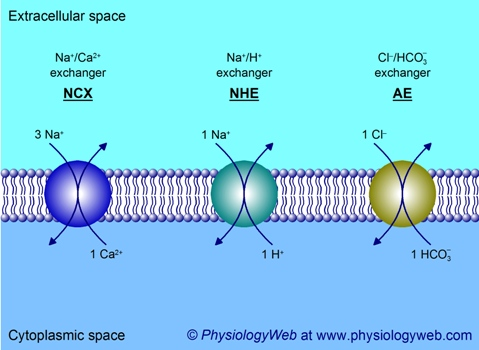 Extracellular space
Na⁺/Ca²⁺ exchanger
NCX
Na⁺/H⁺ exchanger
NHE
Cl⁻/HCO₃⁻ exchanger
AE
3 Na⁺
1 Na⁺
1 Cl⁻
1 Ca²⁺
1 H⁺
1 HCO₃⁻
Cytoplasmic space
© PhysiologyWeb at www.physiologyweb.com